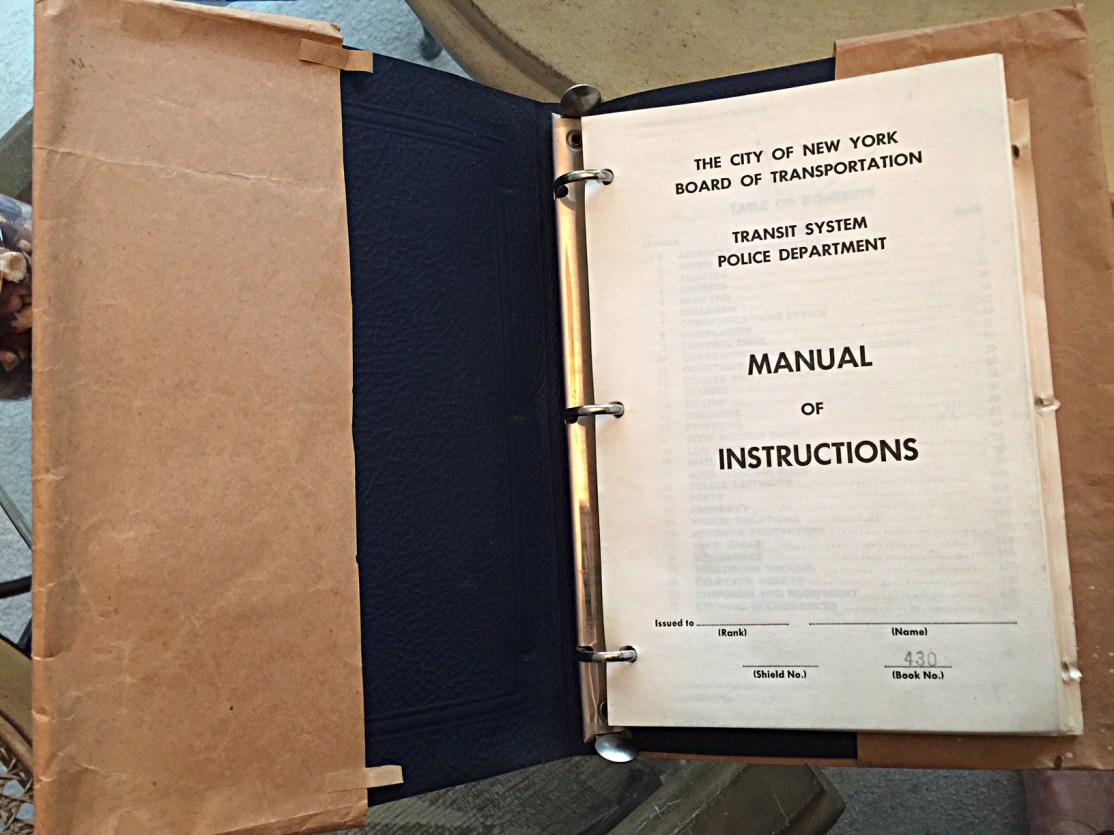 THE CITY OF NEW YORK
BOARD OF TRANSPORTATION
TRANSIT SYSTEM
POLICE DEPARTMENT
MANUAL
OF
INSTRUCTIONS
Issued to
(Rank)
(Name)
430
(Shield No.)
(Book No.)